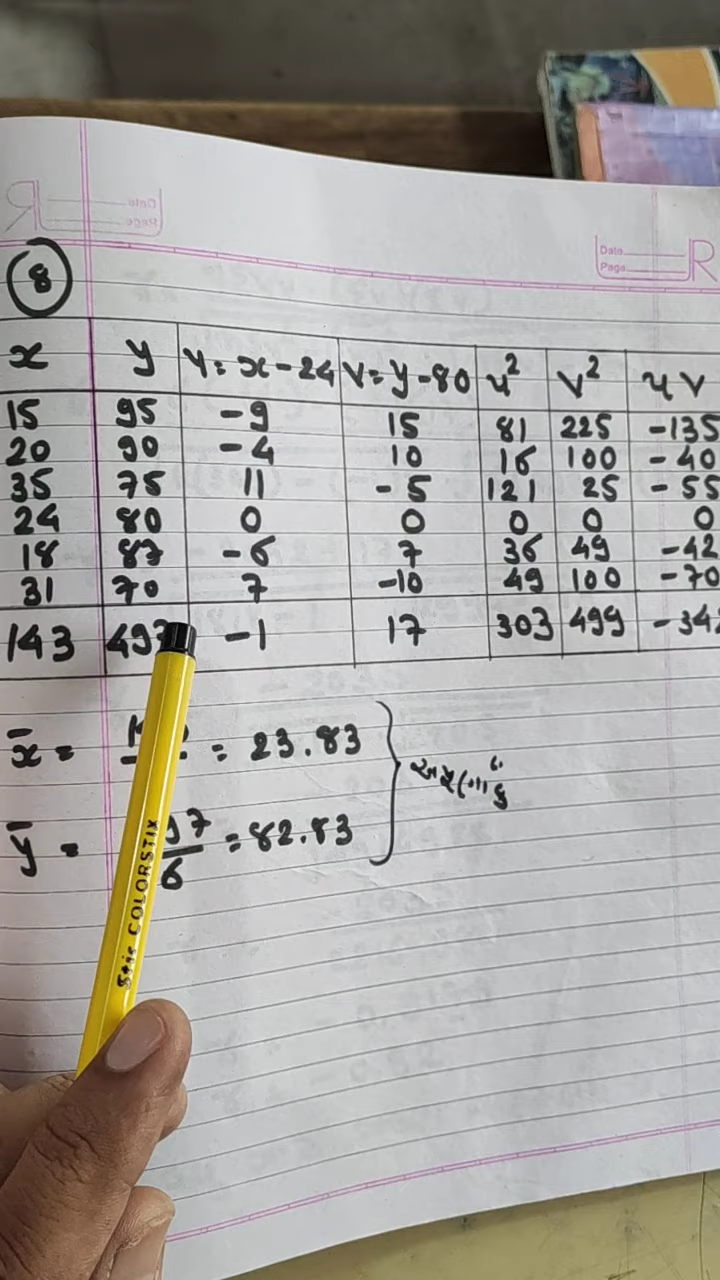 Date
Page
R
8
x y u = x - 24 v = y - 80 u² v² u v
15 95 -9 15 81 225 -135
20 90 -4 10 16 100 -40
35 75 11 -5 121 25 -55
24 80 0 0 0 0 0
18 87 -6 7 36 49 -42
31 70 7 -10 49 100 -70
143 497 -1 17 303 499 -342
x̄ = = 23.83
ȳ = 97/6 = 82.83
Stic COLORSTIX